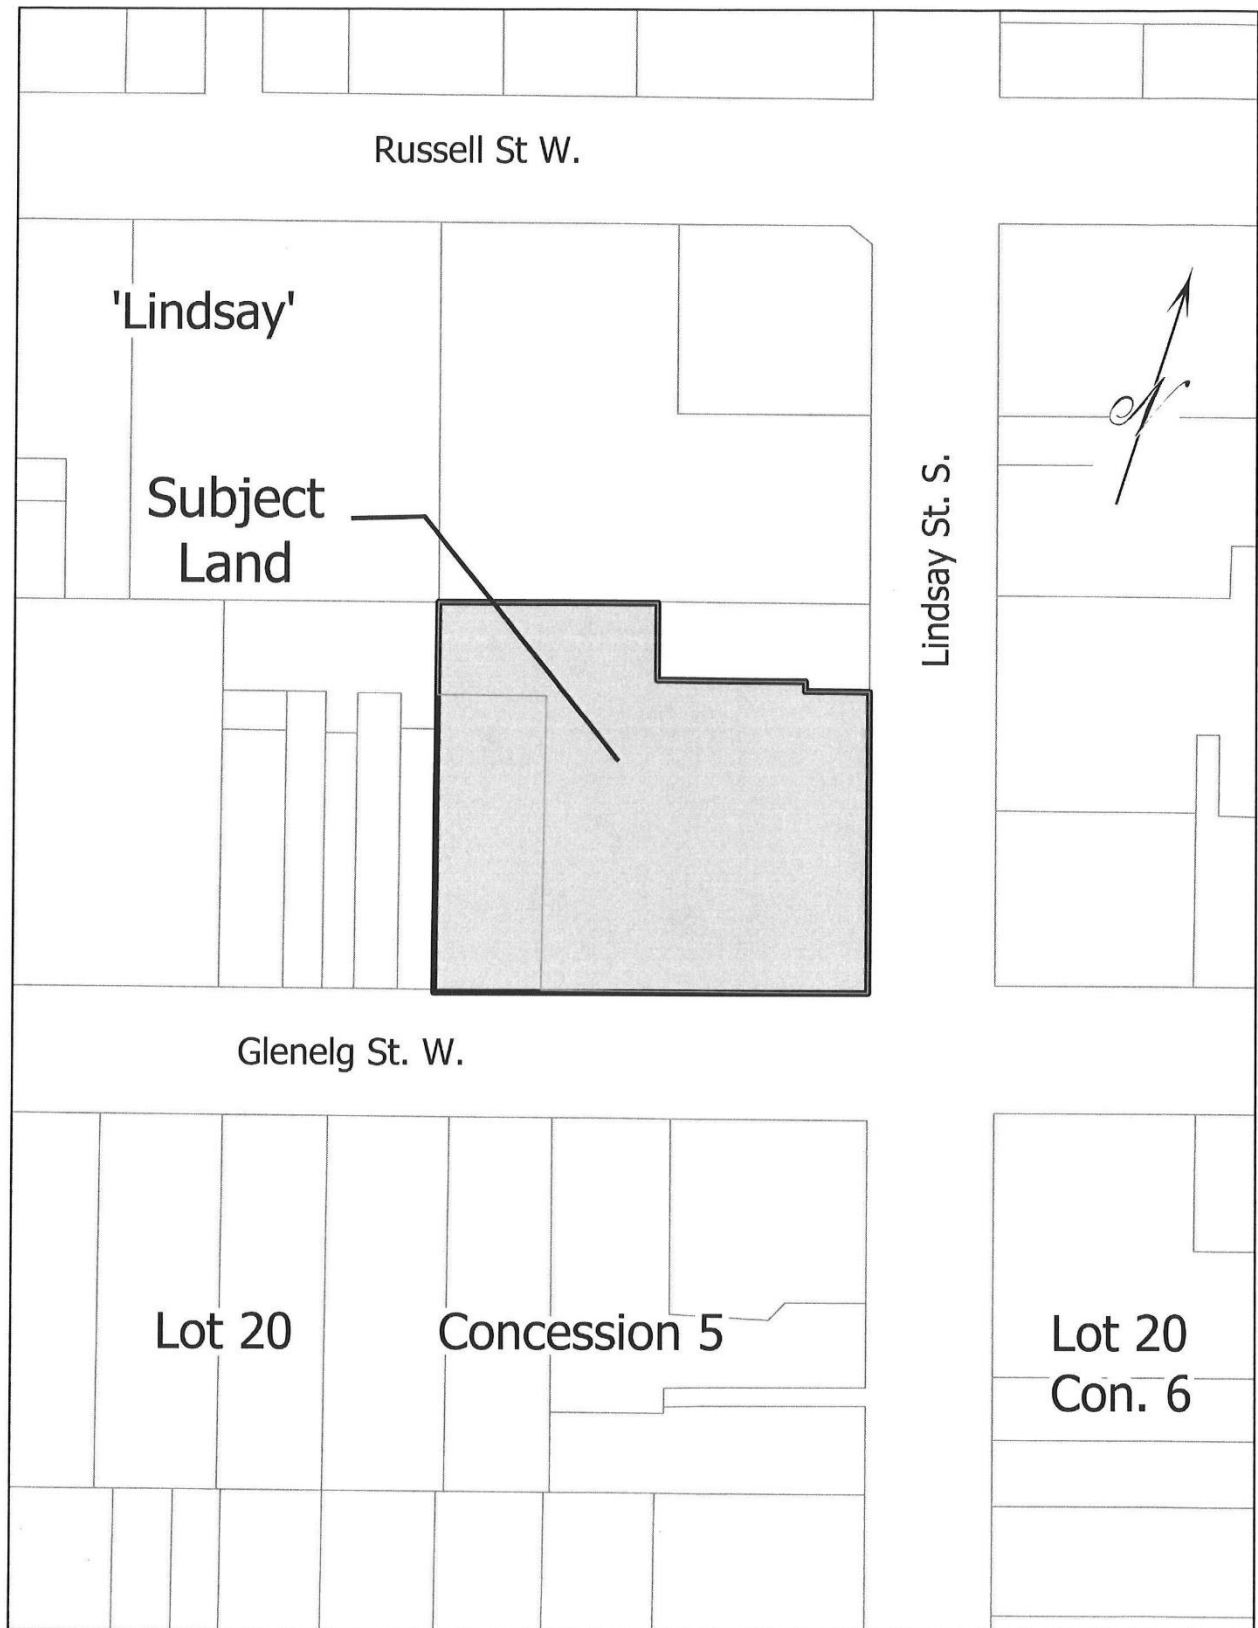 Russell St W.
'Lindsay'
N
Subject
Land
Lindsay St. S.
Glenelg St. W.
Lot 20
Concession 5
Lot 20
Con. 6